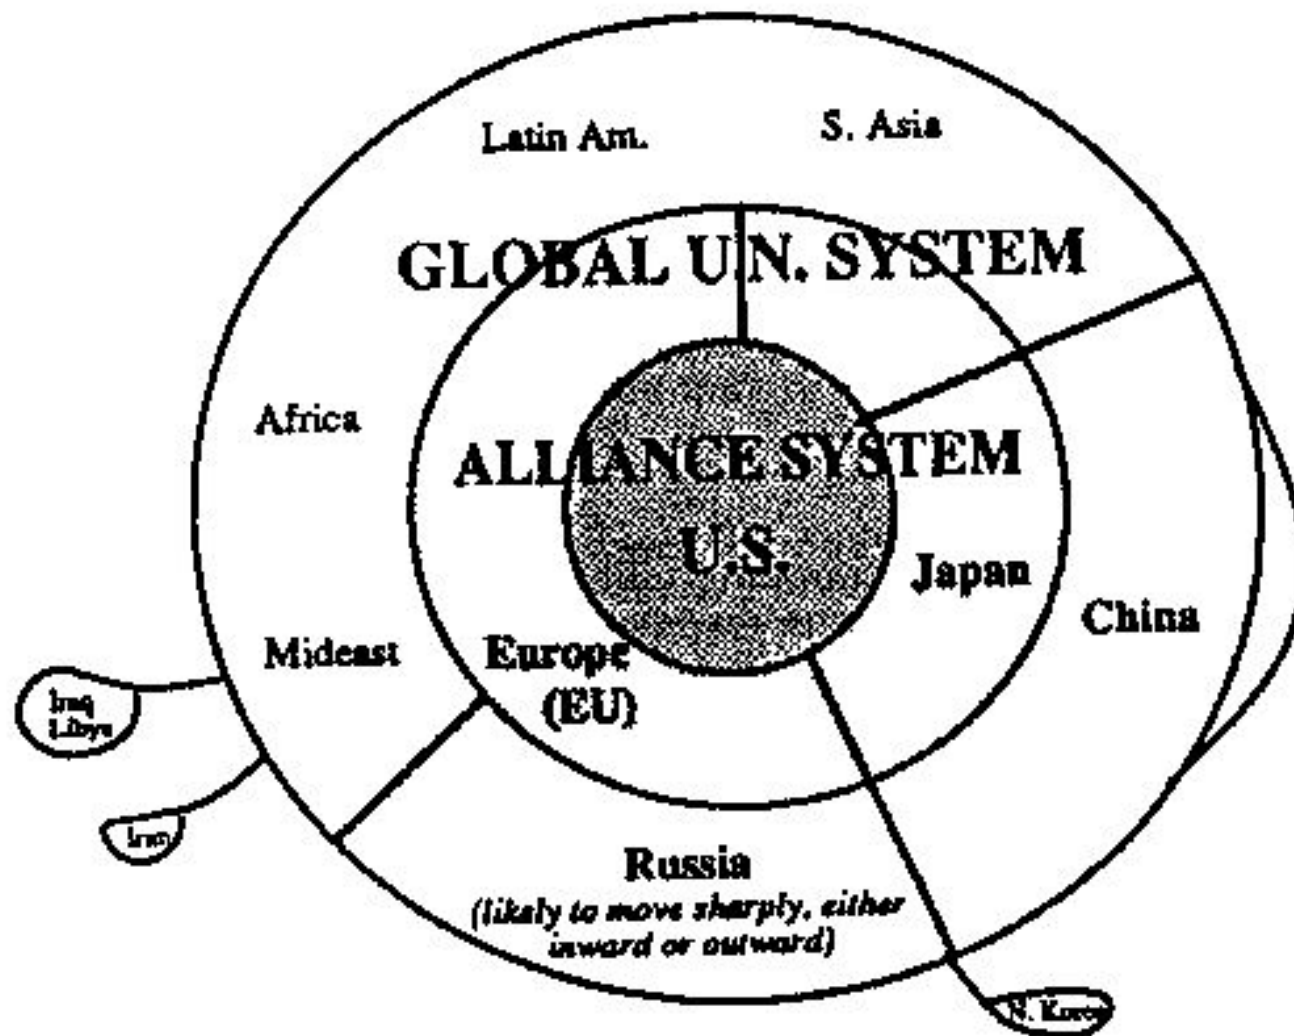 Latin Am.
S. Asia
GLOBAL U.N. SYSTEM
Africa
ALLIANCE SYSTEM
U.S.
Japan
China
Mideast
Europe
(EU)
Iraq
Libya
Iran
Russia
(likely to move sharply, either
inward or outward)
N. Korea